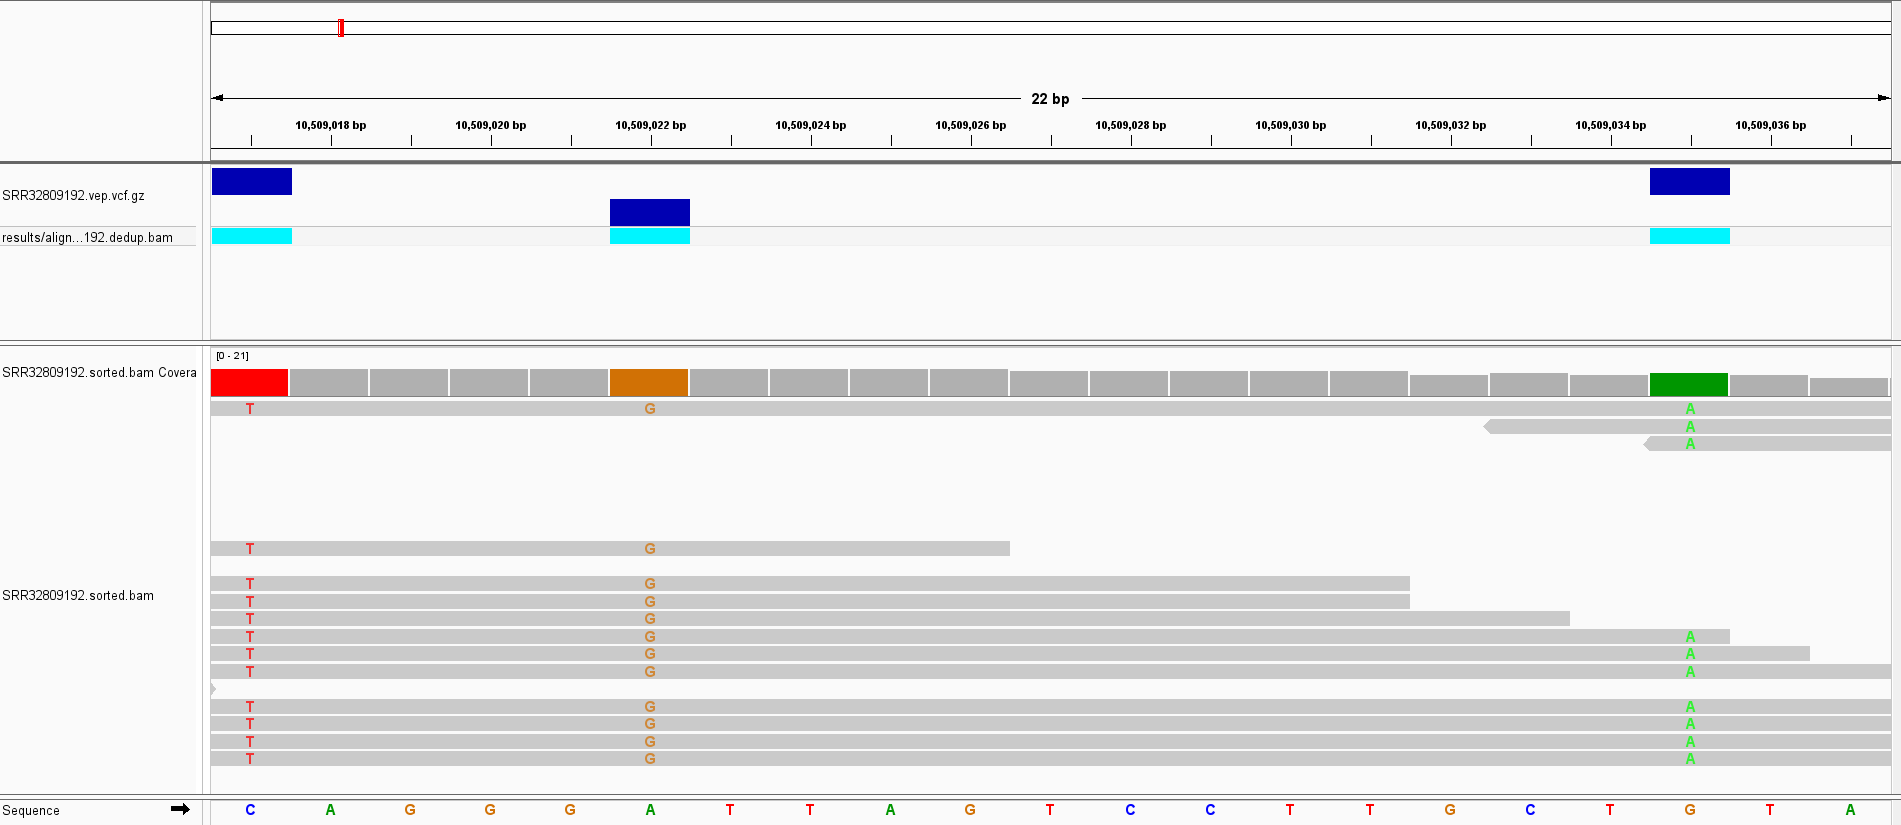 22 bp
10,509,018 bp 10,509,020 bp 10,509,022 bp 10,509,024 bp 10,509,026 bp 10,509,028 bp 10,509,030 bp 10,509,032 bp 10,509,034 bp 10,509,036 bp
SRR32809192.vep.vcf.gz
results/align...192.dedup.bam
[0 - 21]
SRR32809192.sorted.bam Covera
T G A
A
A
T G
T G
T G
T G
T G A
T G A
T G A
SRR32809192.sorted.bam
T G A
T G A
T G A
T G A
Sequence C A G G G A T T A G T C C T T G C T G T A